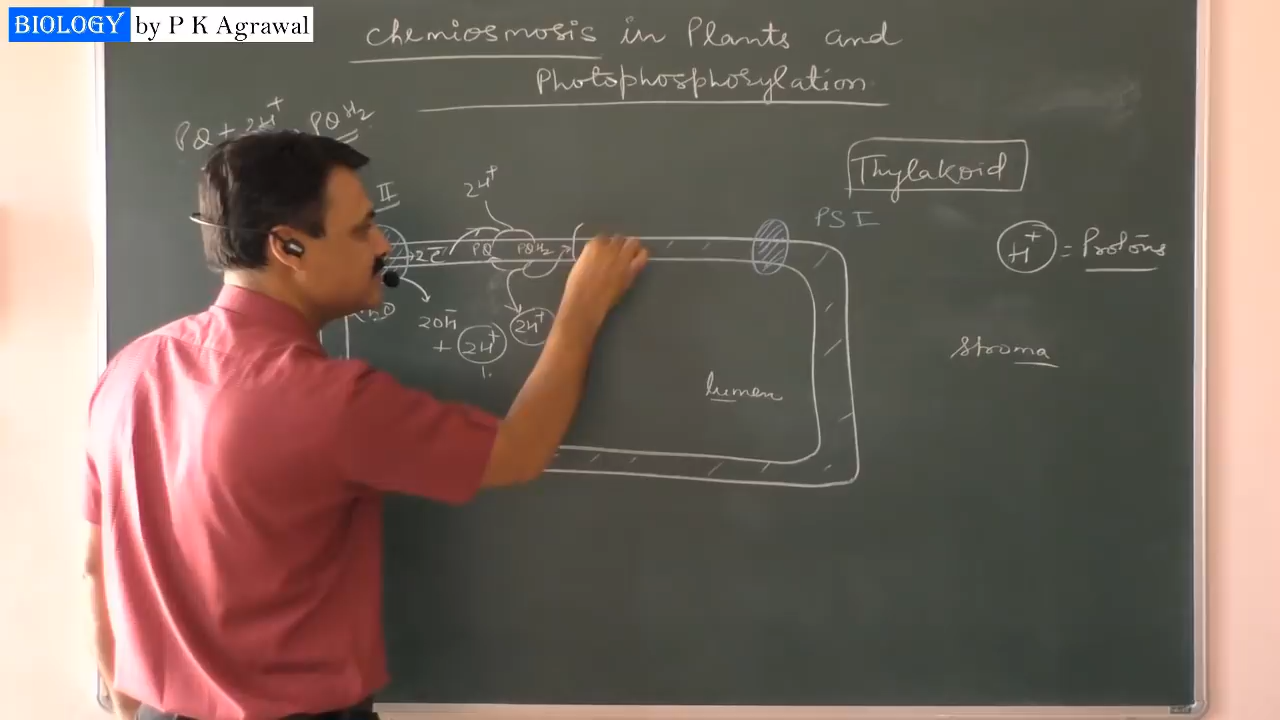 BIOLOGY by P K Agrawal
Chemiosmosis in Plants and
Photophosphorylation
PQ + 2H+ PQH2
Thylakoid
II
2H+
PS I
H+ = Protons
2e- PQ PQH2
2OH-
+ 2H+
2H+
Stroma
lumen